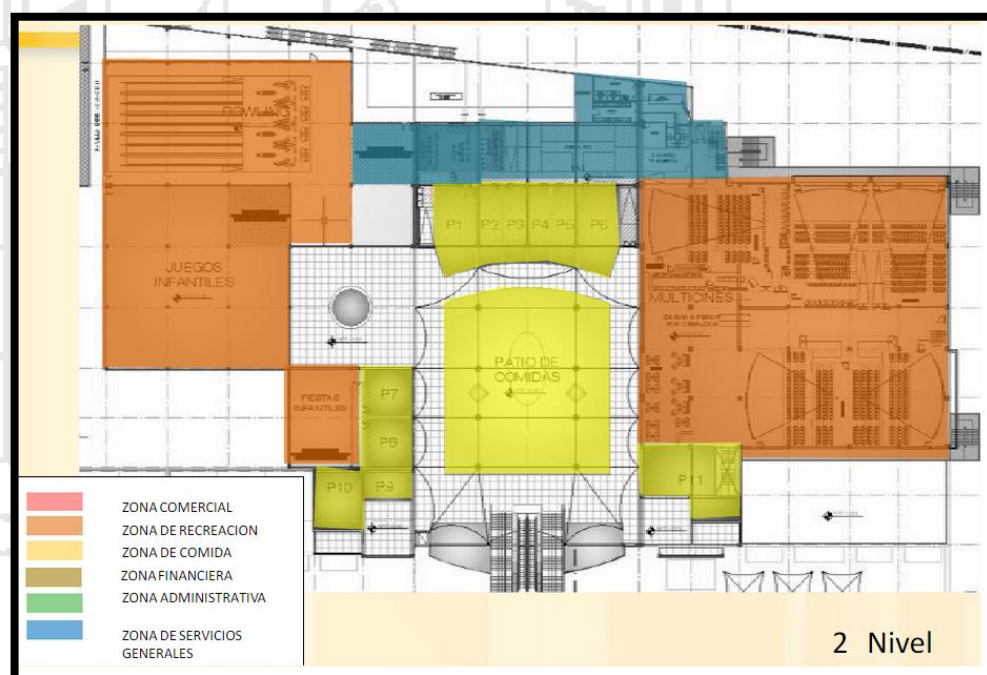 BOWLING
P1 P2 P3 P4 P5 P6
JUEGOS
INFANTILES
MULTICINES
PATIO DE
COMIDAS
FIESTAS
INFANTILES
P7
P8
P9
P10
P11
ZONA COMERCIAL
ZONA DE RECREACION
ZONA DE COMIDA
ZONA FINANCIERA
ZONA ADMINISTRATIVA
ZONA DE SERVICIOS
GENERALES
2 Nivel